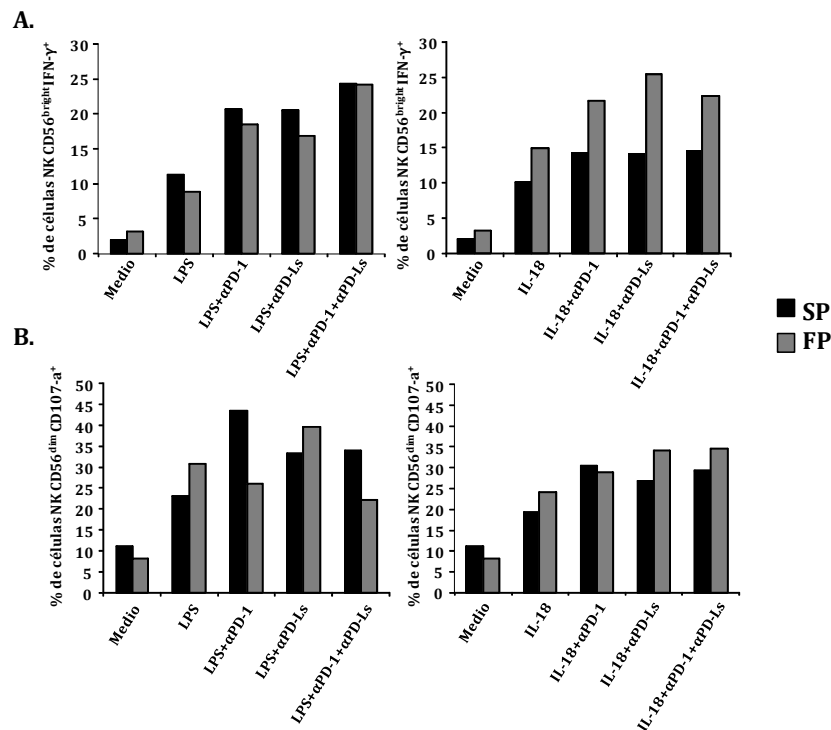 A.
% de células NK CD56brightIFN-γ+
30
25
20
15
10
5
0
Medio
LPS
LPS+αPD-1
LPS+αPD-Ls
LPS+αPD-1+αPD-Ls
% de células NK CD56brightIFN-γ+
30
25
20
15
10
5
0
Medio
IL-18
IL-18+αPD-1
IL-18+αPD-Ls
IL-18+αPD-1+αPD-Ls
SP
FP
B.
% de células NK CD56dim CD107-a+
50
45
40
35
30
25
20
15
10
5
0
Medio
LPS
LPS+αPD-1
LPS+αPD-Ls
LPS+αPD-1+αPD-Ls
% de células NK CD56dim CD107-a+
50
45
40
35
30
25
20
15
10
5
0
Medio
IL-18
IL-18+αPD-1
IL-18+αPD-Ls
IL-18+αPD-1+αPD-Ls